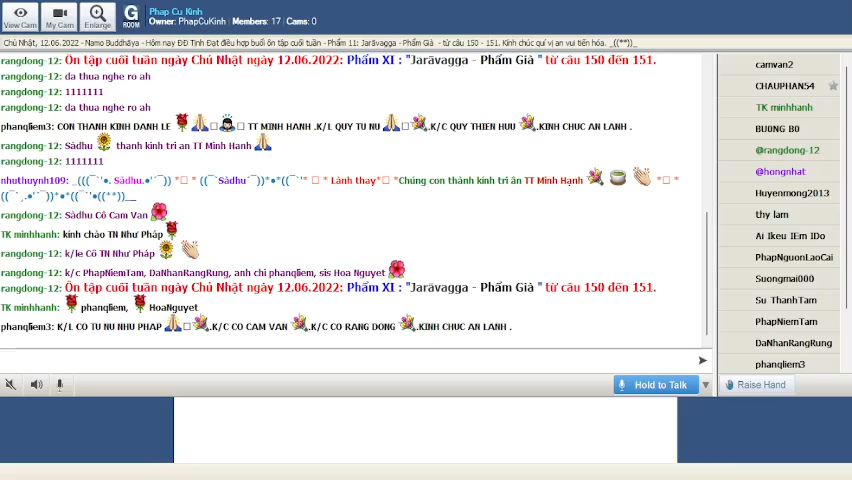 View Cam
My Cam
Enlarge
G ROOM
Phap Cu Kinh
Owner: PhapCuKinh | Members: 17 | Cams: 0
Chủ Nhật, 12.06.2022 - Namo Buddhàya - Hôm nay ĐĐ Tịnh Đạt điều hợp buổi ôn tập cuối tuần - Phẩm 11: Jarāvagga - Phẩm Già - từ câu 150 - 151. Kính chúc quí vị an vui tiến hóa. _((**))_
rangdong-12: Ôn tập cuối tuần ngày Chủ Nhật ngày 12.06.2022: Phẩm XI : "Jarāvagga - Phẩm Già " từ câu 150 đến 151.
rangdong-12: da thua nghe ro ah
rangdong-12: 1111111
rangdong-12: da thua nghe ro ah
phanqliem3: CON THANH KINH DANH LE TT MINH HANH .K/L QUY TU NU .K/C QUY THIEN HUU .KINH CHUC AN LANH .
rangdong-12: Sàdhu thanh kính tri ân TT Minh Hạnh
rangdong-12: 1111111
nhuthuynh109: _(((¯`'•. Sàdhu.•'´¯)) * * ((¯`Sàdhu´¯))*•*((¯`'* * Lành thay* *Chúng con thành kính tri ân TT Minh Hạnh * *
((¯` ,.•'´¯))*•*((¯`'•((**))__
rangdong-12: Sàdhu Cô Cam Van
TK minhhanh: kính chào TN Như Pháp
rangdong-12: k/le Cô TN Như Pháp
rangdong-12: k/c PhapNiemTam, DaNhanRangRung, anh chi phanqliem, sis Hoa Nguyet
rangdong-12: Ôn tập cuối tuần ngày Chủ Nhật ngày 12.06.2022: Phẩm XI : "Jarāvagga - Phẩm Già " từ câu 150 đến 151.
TK minhhanh: phanqliem, HoaNguyet
phanqliem3: K/L CO TU NU NHU PHAP .K/C CO CAM VAN .K/C CO RANG DONG .KINH CHUC AN LANH .
Hold to Talk
camvan2
CHAUPHAN54
TK minhhanh
BU0NG B0
@rangdong-12
@hongnhat
Huyenmong2013
thy lam
Ai Ikeu IEm IDo
PhapNguonLaoCai
Suongmai000
Su ThanhTam
PhapNiemTam
DaNhanRangRung
phanqliem3
Raise Hand